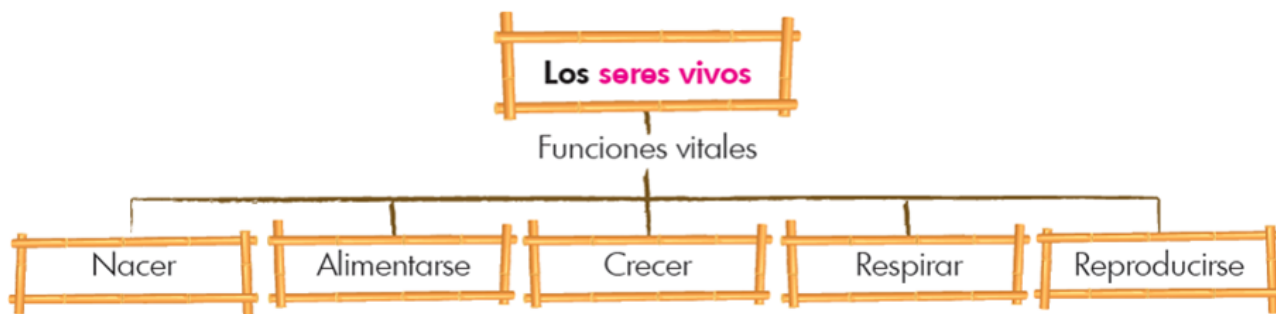 Los seres vivos
Funciones vitales
Nacer
Alimentarse
Crecer
Respirar
Reproducirse